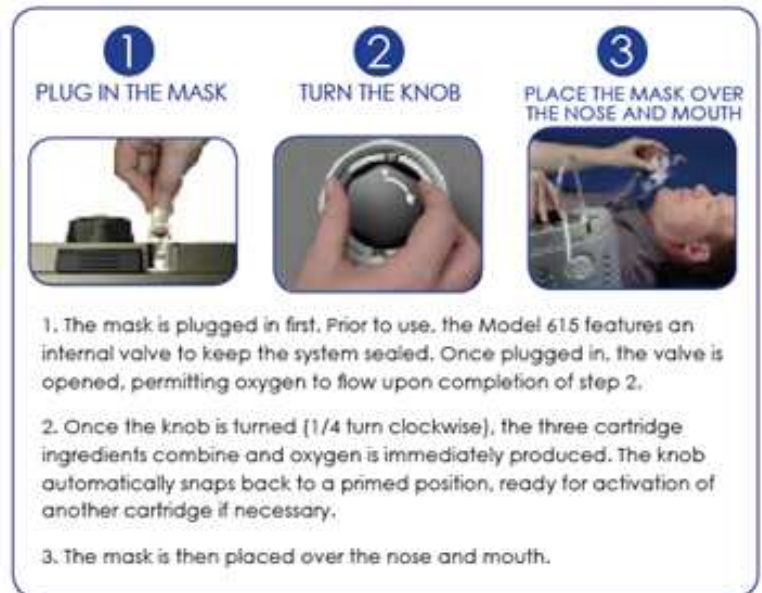 1
2
3
PLUG IN THE MASK
TURN THE KNOB
PLACE THE MASK OVER
THE NOSE AND MOUTH
1. The mask is plugged in first. Prior to use, the Model 615 features an
internal valve to keep the system sealed. Once plugged in, the valve is
opened, permitting oxygen to flow upon completion of step 2.
2. Once the knob is turned (1/4 turn clockwise), the three cartridge
ingredients combine and oxygen is immediately produced. The knob
automatically snaps back to a primed position, ready for activation of
another cartridge if necessary.
3. The mask is then placed over the nose and mouth.